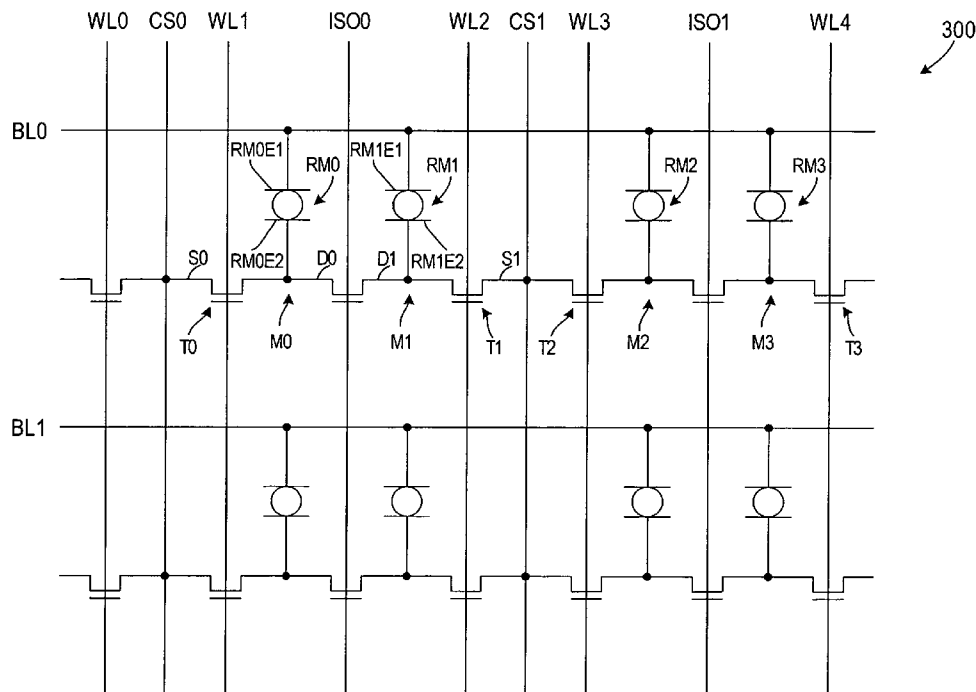 WL0 CS0 WL1 ISO0 WL2 CS1 WL3 ISO1 WL4
300
BL0
RM0E1 RM0 RM1E1 RM1 RM2 RM3
RM0E2 RM1E2
S0 D0 D1 S1
T0 M0 M1 T1 T2 M2 M3 T3
BL1